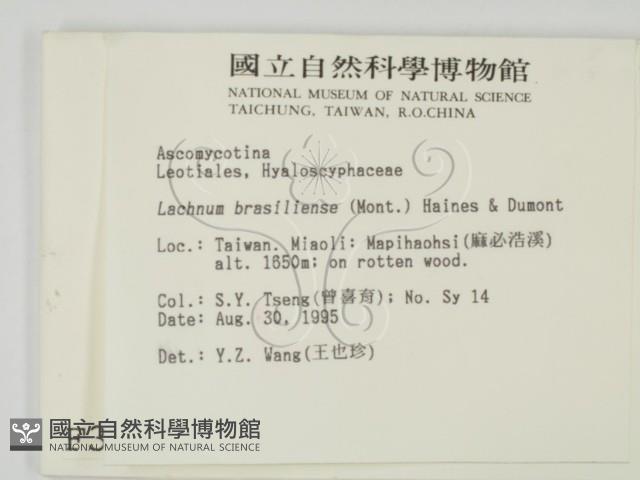 國立自然科學博物館
NATIONAL MUSEUM OF NATURAL SCIENCE
TAICHUNG, TAIWAN, R.O.CHINA
Ascomycotina
Leotiales, Hyaloscyphaceae
Lachnum brasiliense (Mont.) Haines & Dumont
Loc.: Taiwan. Miaoli: Mapihaohsi(麻必浩溪)
alt. 1650m; on rotten wood.
Col.: S.Y. Tseng(曾喜育); No. Sy 14
Date: Aug. 30, 1995
Det.: Y.Z. Wang(王也珍)
國立自然科學博物館
NATIONAL MUSEUM OF NATURAL SCIENCE